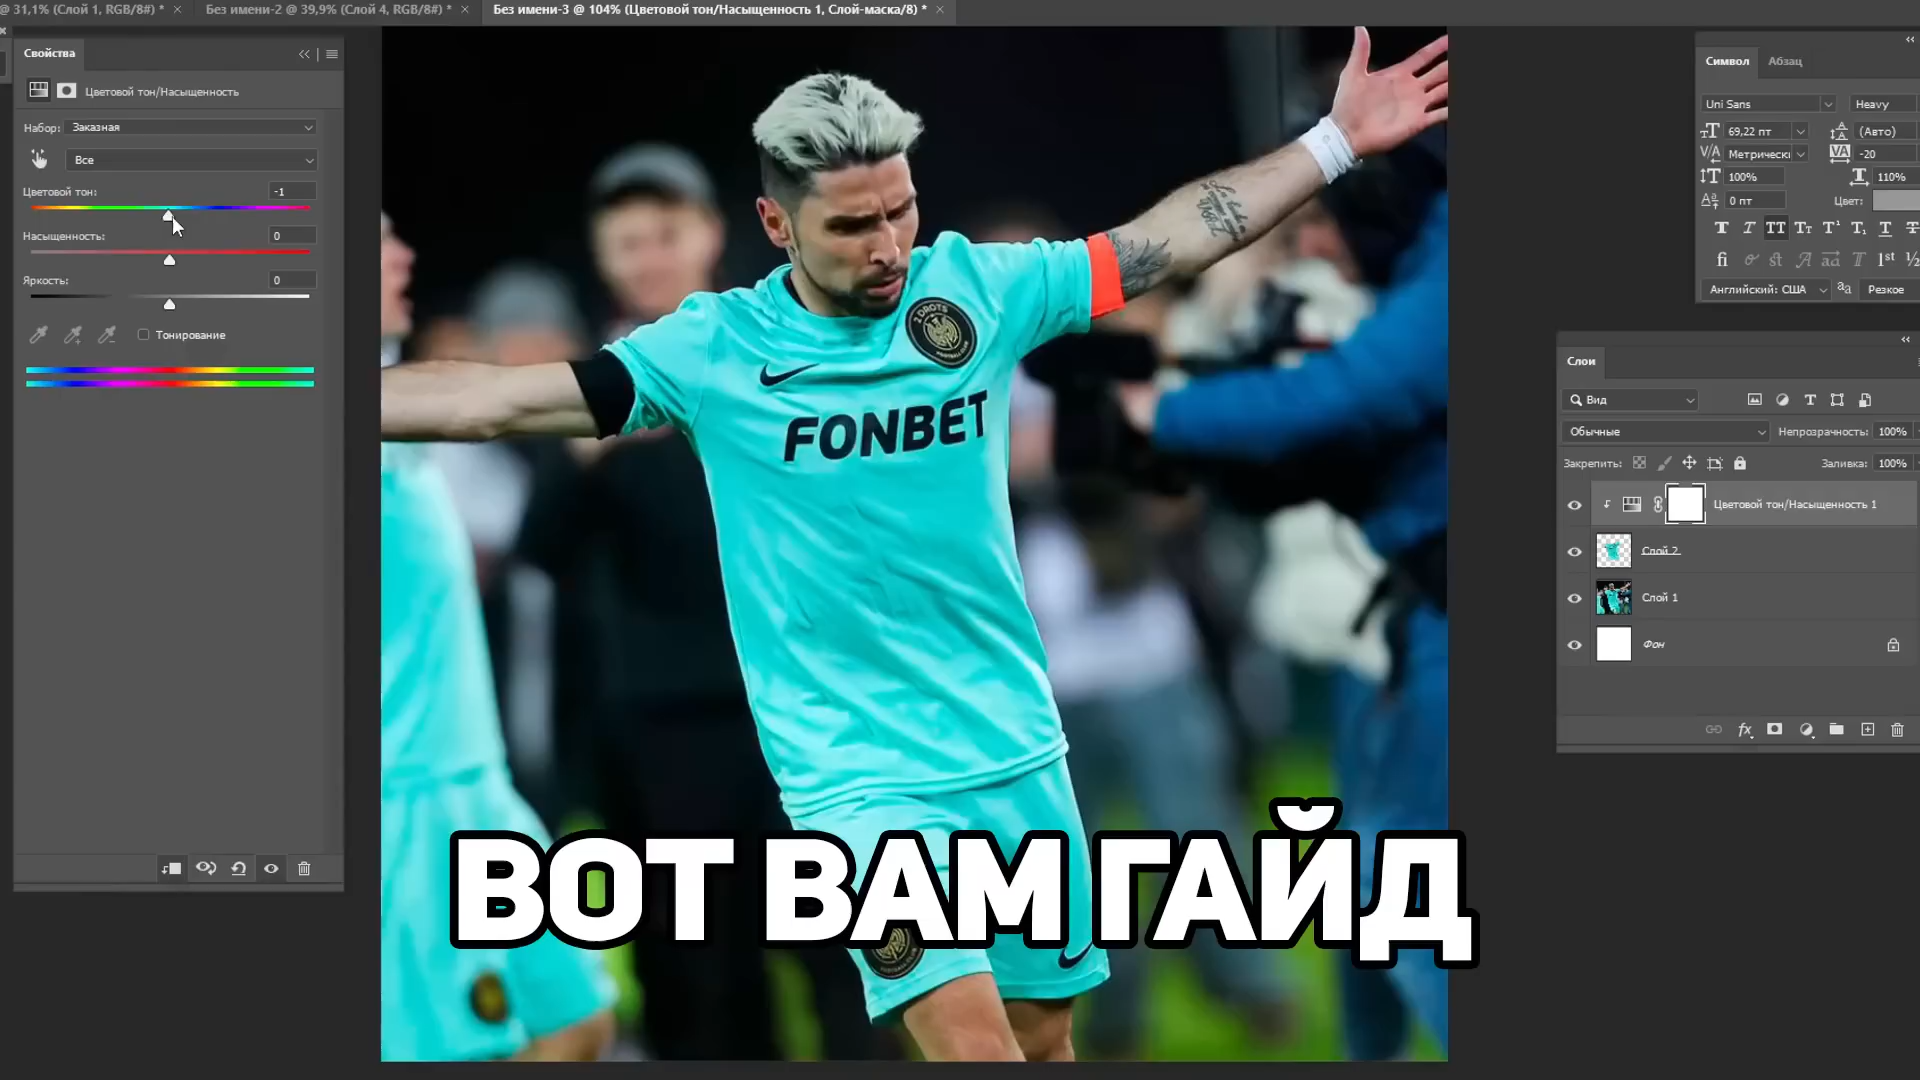 @ 31,1% (Слой 1, RGB/8#) *
Без имени-2 @ 39,9% (Слой 4, RGB/8#) *
Без имени-3 @ 104% (Цветовой тон/Насыщенность 1, Слой-маска/8) *
Свойства
Цветовой тон/Насыщенность
Набор: Заказная
Все
Цветовой тон: -1
Насыщенность: 0
Яркость: 0
Тонирование
2DROTS
FOOTBALL CLUB
FONBET
ВОТ ВАМ ГАЙД
Символ
Абзац
Uni Sans
Heavy
69,22 пт
(Авто)
Метрически
-20
100%
110%
0 пт
Цвет:
Английский: США
Резкое
Слои
Вид
Обычные
Непрозрачность: 100%
Закрепить:
Заливка: 100%
Цветовой тон/Насыщенность 1
Слой 2
Слой 1
Фон